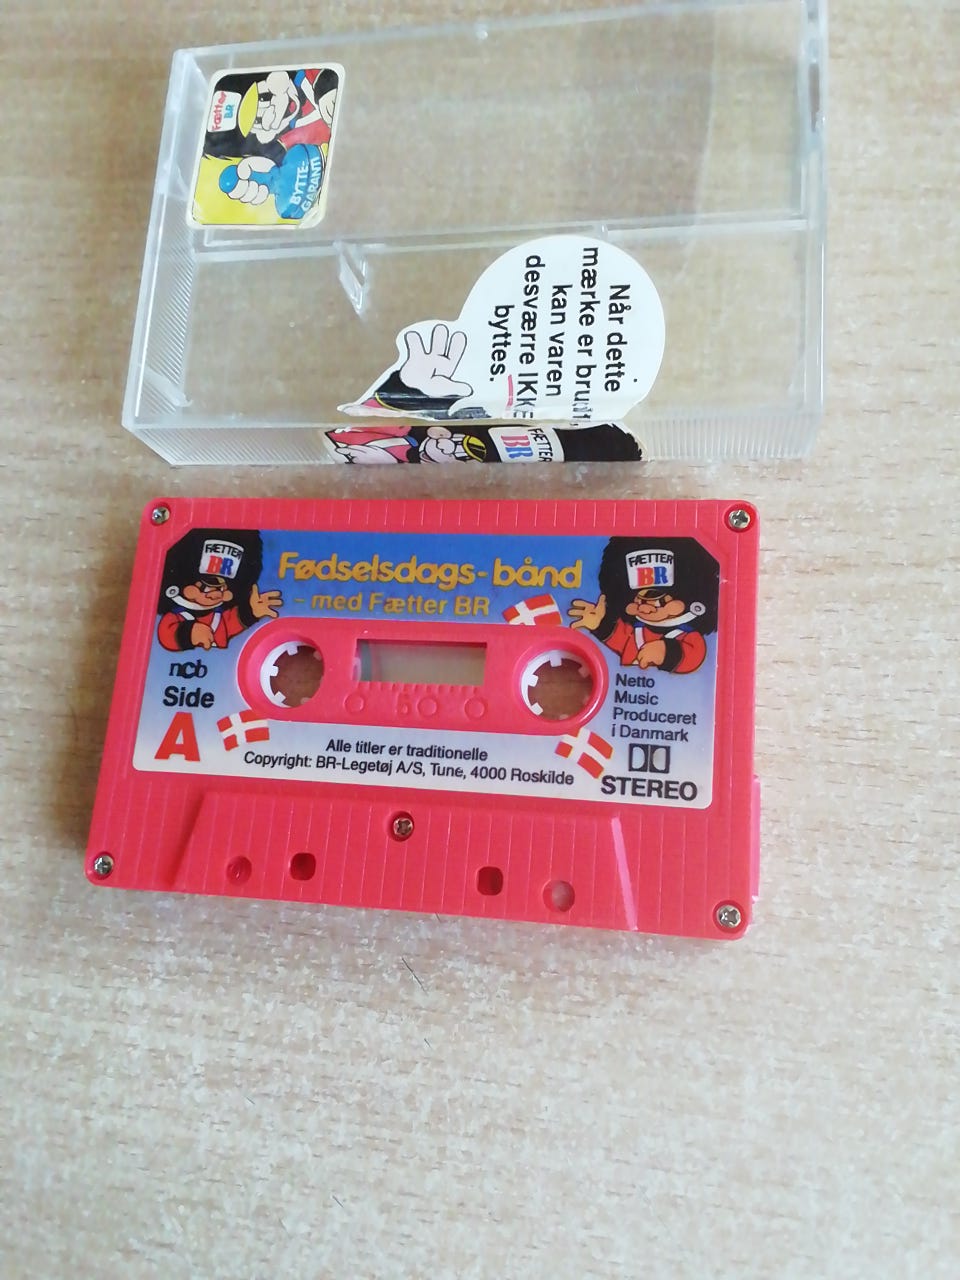 Fætter
BR
BYTTE-
GARANTI
Når dette
mærke er brudt,
kan varen
desværre IKKE
byttes.
FÆTTER
BR
FÆTTER
BR
Fødselsdags-bånd
- med Fætter BR
FÆTTER
BR
ncb
Side
A
Netto
Music
Produceret
i Danmark
STEREO
Alle titler er traditionelle
Copyright: BR-Legetøj A/S, Tune, 4000 Roskilde